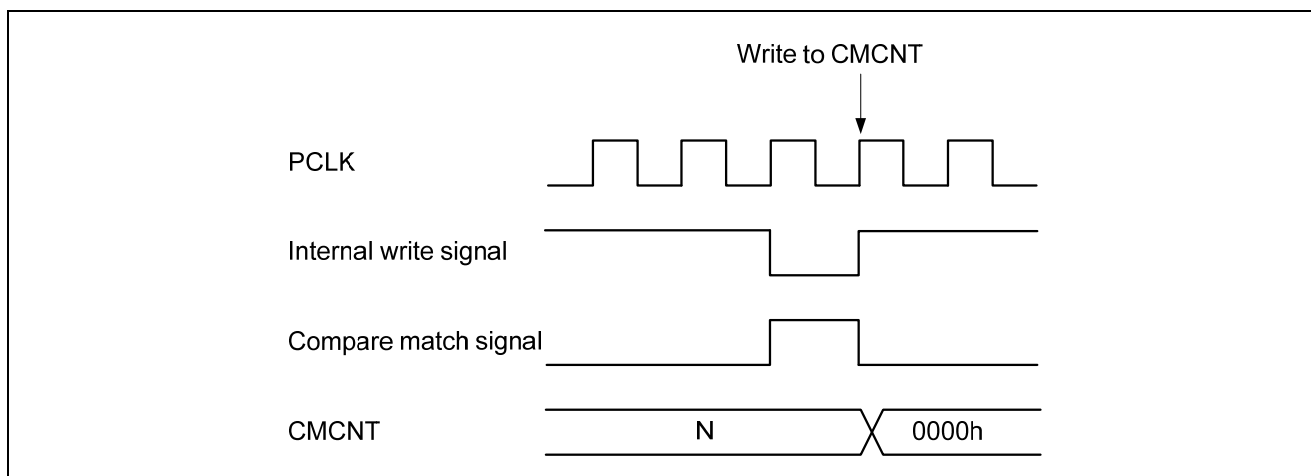 Write to CMCNT
PCLK
Internal write signal
Compare match signal
CMCNT N 0000h